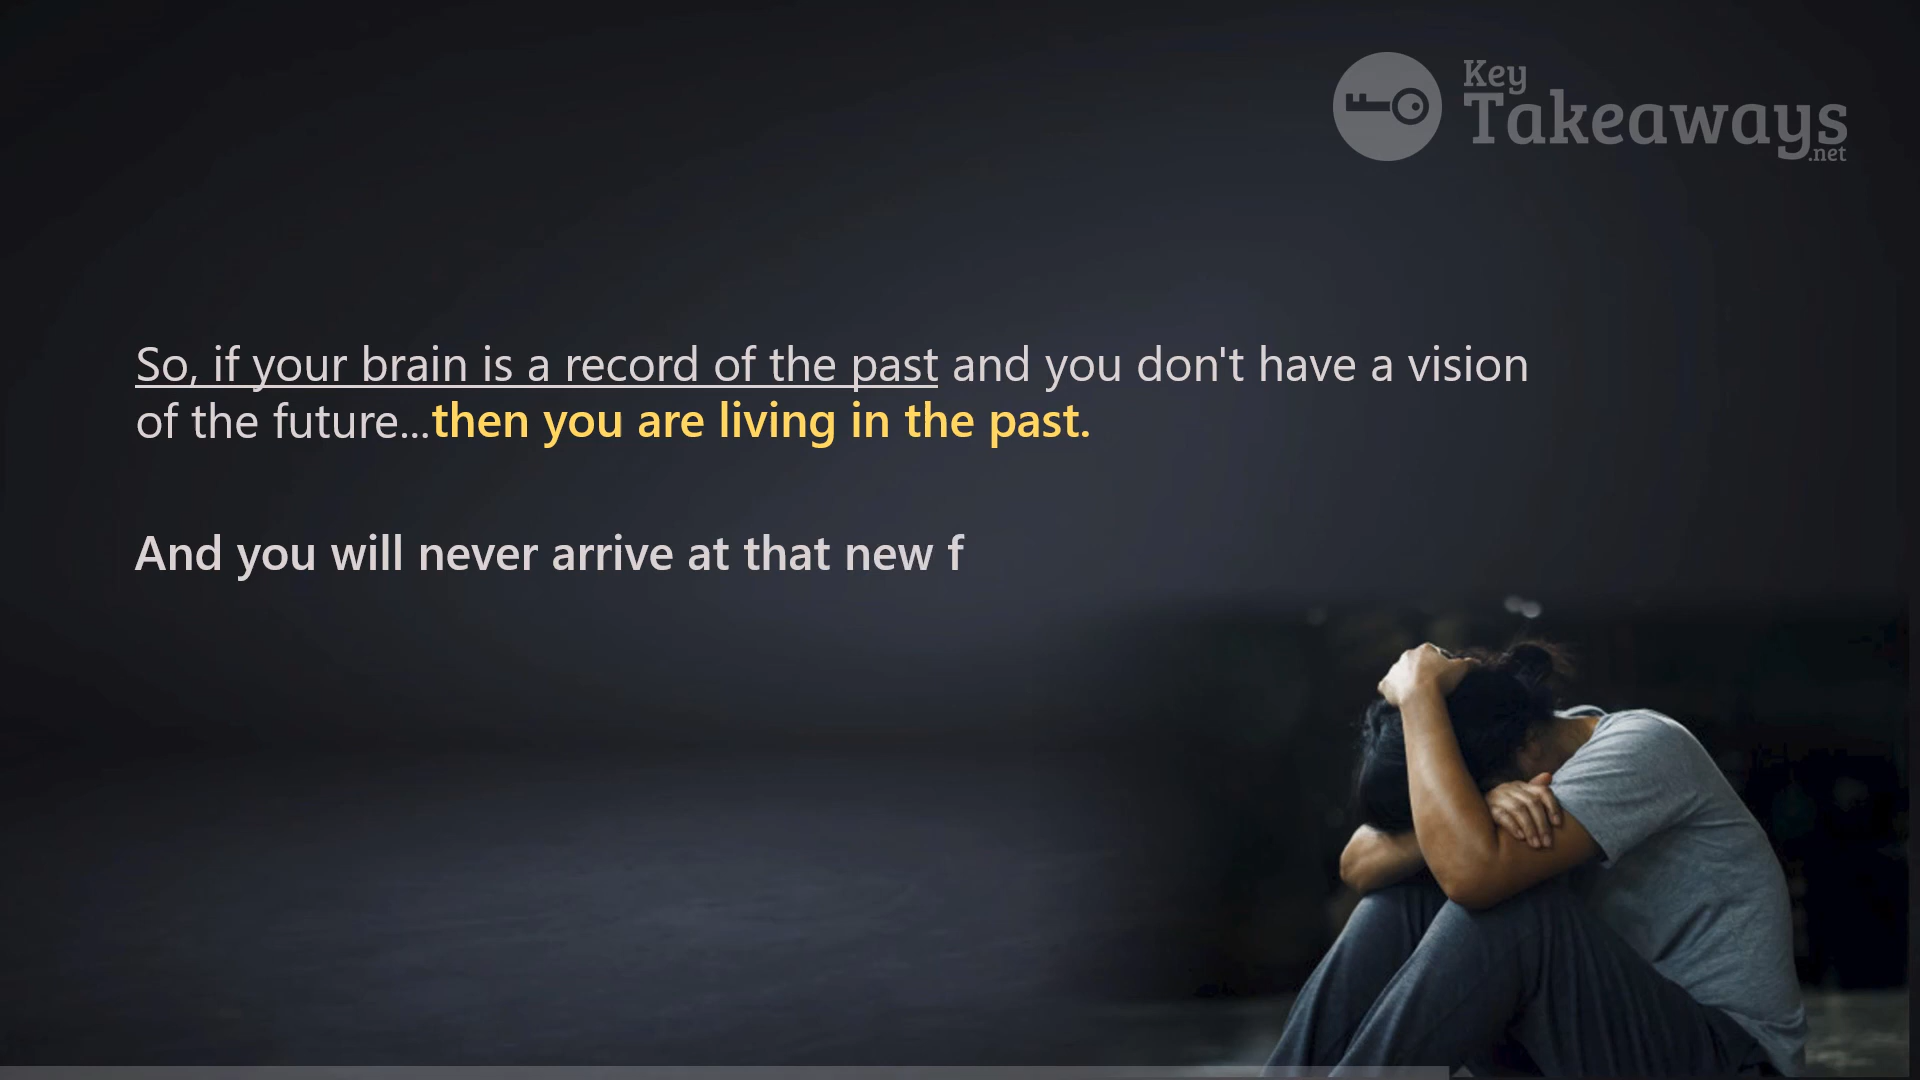 Key
Takeaways
.net
So, if your brain is a record of the past and you don't have a vision
of the future...then you are living in the past.
And you will never arrive at that new f